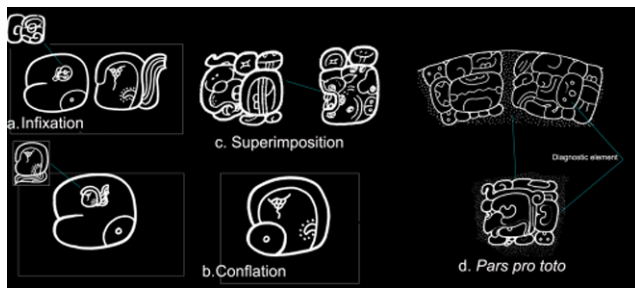 a. Infixation
c. Superimposition
Diagnostic element
b. Conflation
d. Pars pro toto